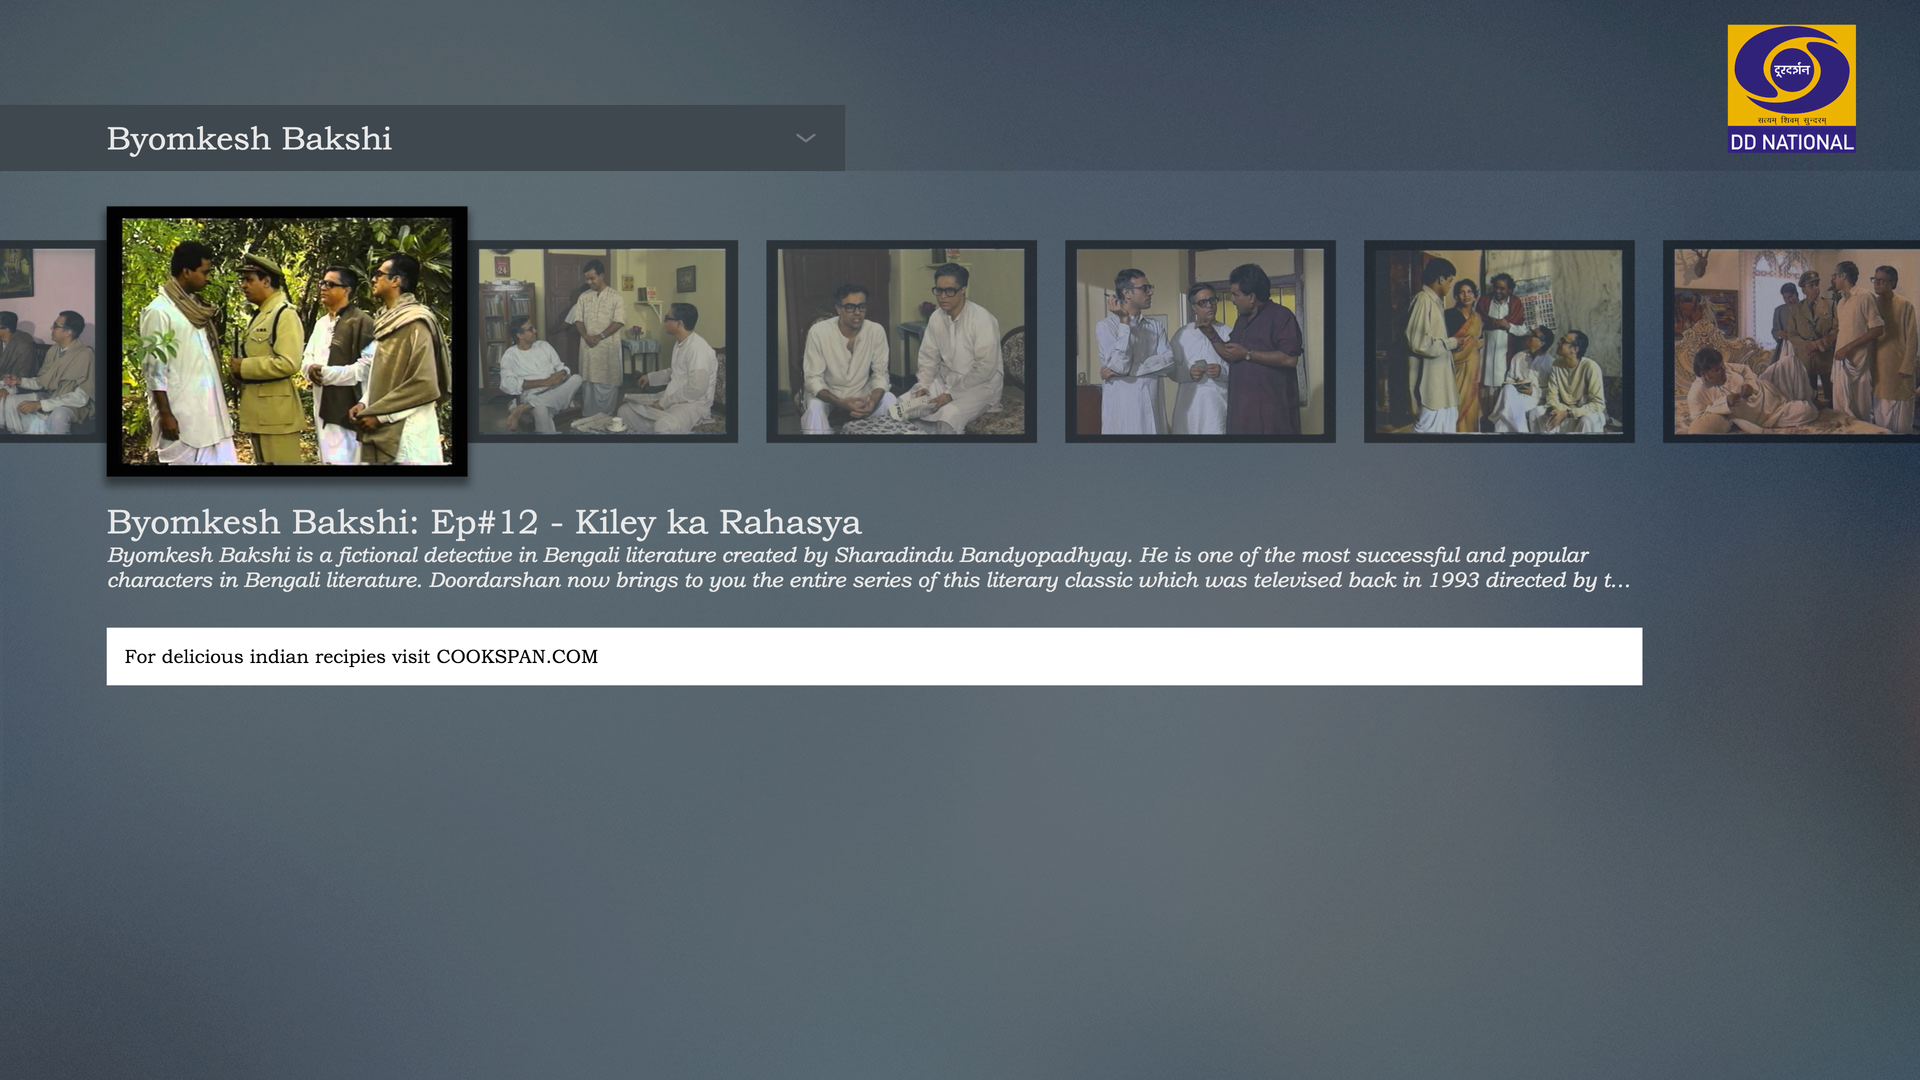 दूरदर्शन
सत्यम् शिवम् सुन्दरम्
DD NATIONAL
Byomkesh Bakshi
24
Byomkesh Bakshi: Ep#12 - Kiley ka Rahasya
Byomkesh Bakshi is a fictional detective in Bengali literature created by Sharadindu Bandyopadhyay. He is one of the most successful and popular
characters in Bengali literature. Doordarshan now brings to you the entire series of this literary classic which was televised back in 1993 directed by t...
For delicious indian recipies visit COOKSPAN.COM